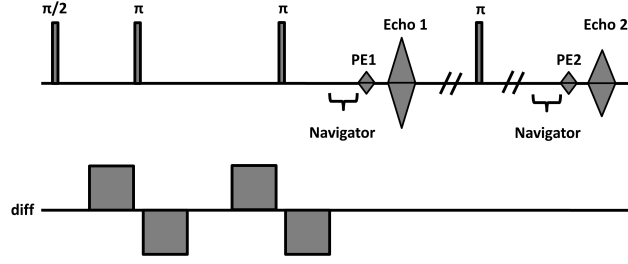 π/2 π π π
Echo 1 Echo 2
PE1 PE2
Navigator Navigator
diff